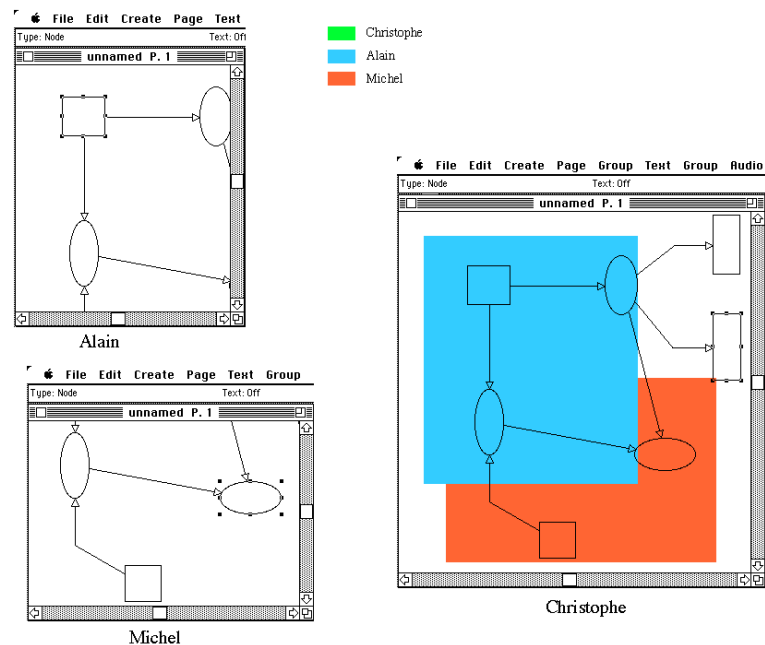 File Edit Create Page Text
Type: Node Text: Off
unnamed P. 1
Alain
Christophe
Alain
Michel
File Edit Create Page Group Text Group Audio
Type: Node Text: Off
unnamed P. 1
Christophe
File Edit Create Page Text Group
Type: Node Text: Off
unnamed P. 1
Michel